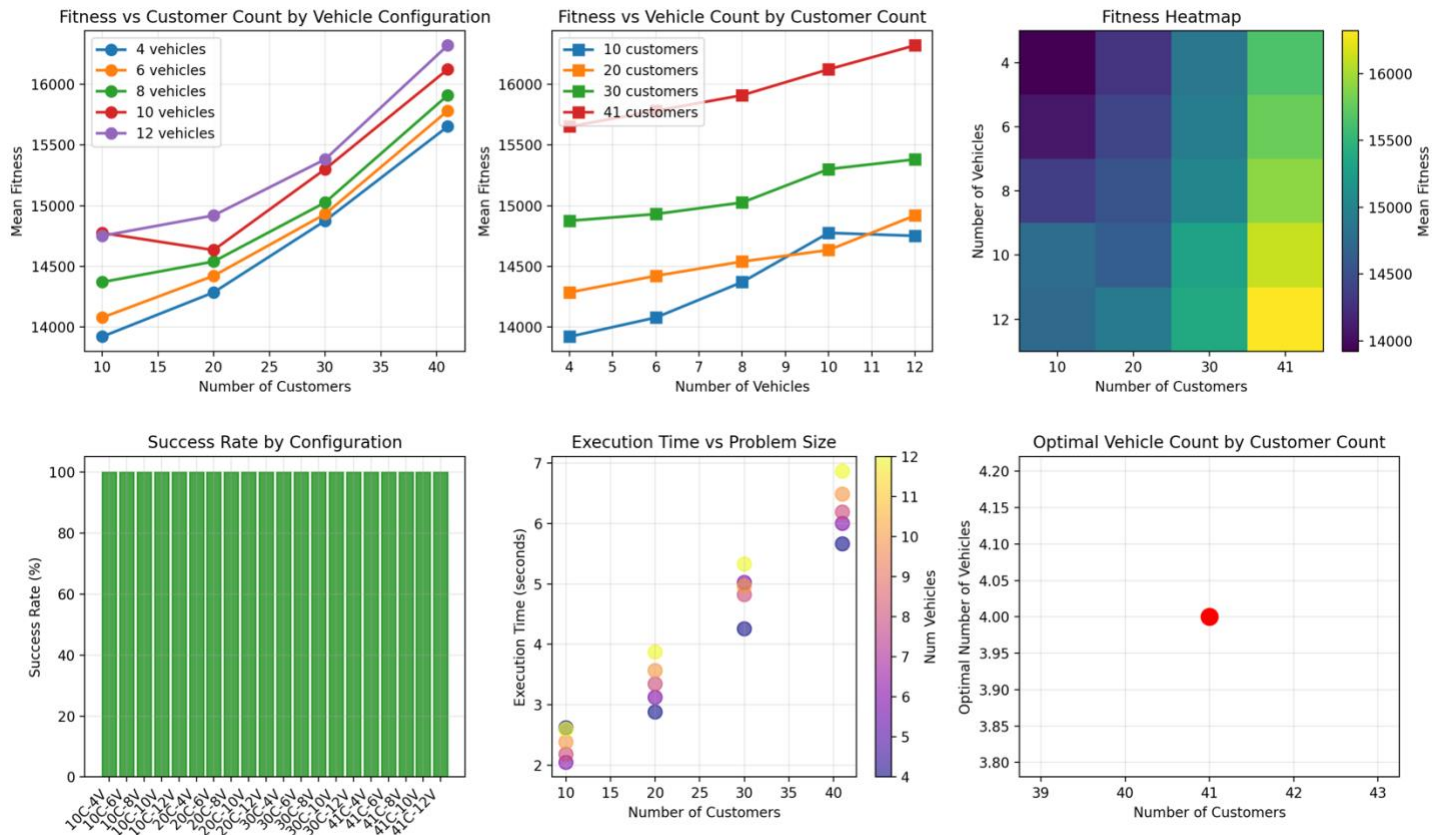 Fitness vs Customer Count by Vehicle Configuration
4 vehicles
6 vehicles
8 vehicles
10 vehicles
12 vehicles
16000
15500
15000
14500
14000
Mean Fitness
10 15 20 25 30 35 40
Number of Customers
Fitness vs Vehicle Count by Customer Count
10 customers
20 customers
30 customers
41 customers
16000
15500
15000
14500
14000
Mean Fitness
4 5 6 7 8 9 10 11 12
Number of Vehicles
Fitness Heatmap
4
6
8
10
12
Number of Vehicles
10 20 30 41
Number of Customers
16000
15500
15000
14500
14000
Mean Fitness
Success Rate by Configuration
100
80
60
40
20
0
Success Rate (%)
10C-4V
10C-6V
10C-8V
10C-10V
10C-12V
20C-4V
20C-6V
20C-8V
20C-10V
20C-12V
30C-4V
30C-6V
30C-8V
30C-10V
30C-12V
41C-4V
41C-6V
41C-8V
41C-10V
41C-12V
Execution Time vs Problem Size
7
6
5
4
3
2
Execution Time (seconds)
10 15 20 25 30 35 40
Number of Customers
12
11
10
9
8
7
6
5
4
Num Vehicles
Optimal Vehicle Count by Customer Count
4.20
4.15
4.10
4.05
4.00
3.95
3.90
3.85
3.80
Optimal Number of Vehicles
39 40 41 42 43
Number of Customers